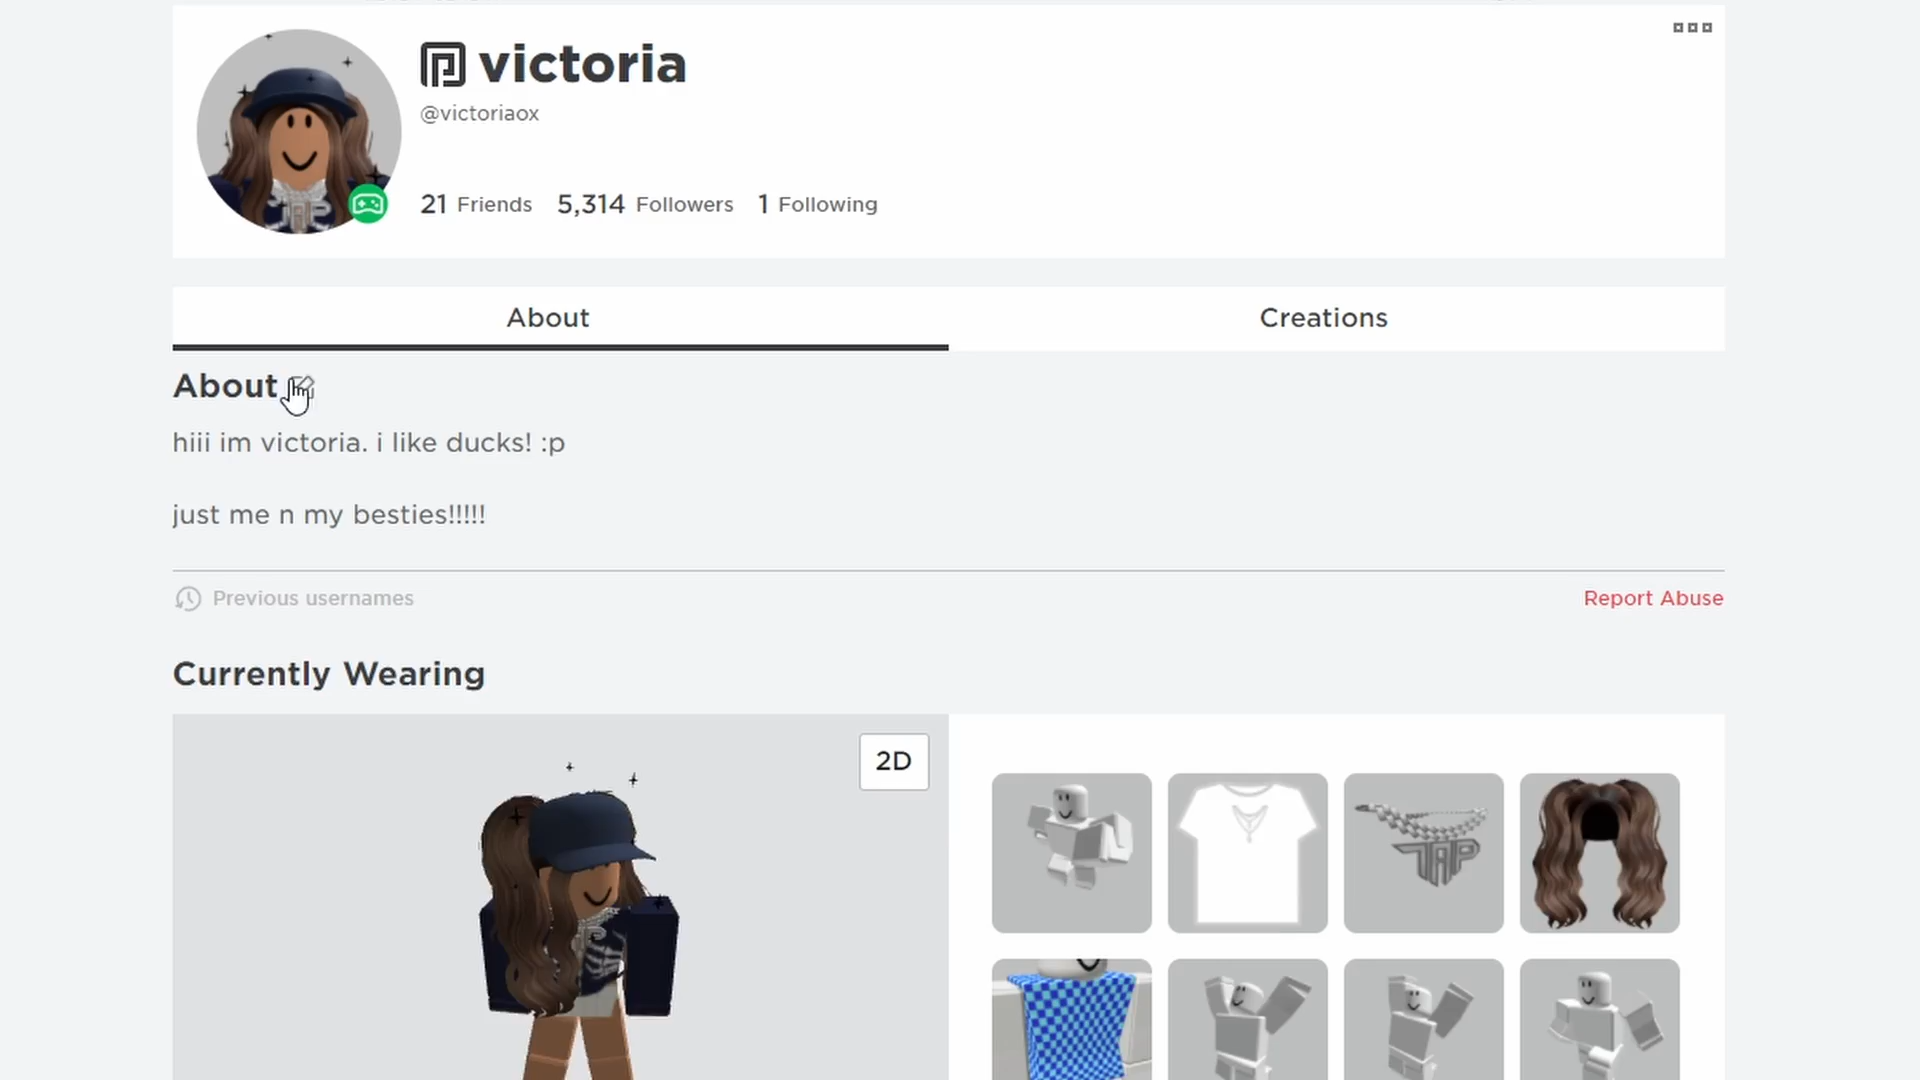 victoria
@victoriaox
21 Friends 5,314 Followers 1 Following
About Creations
About
hiii im victoria. i like ducks! :p
just me n my besties!!!!!
Previous usernames Report Abuse
Currently Wearing
2D
TAP